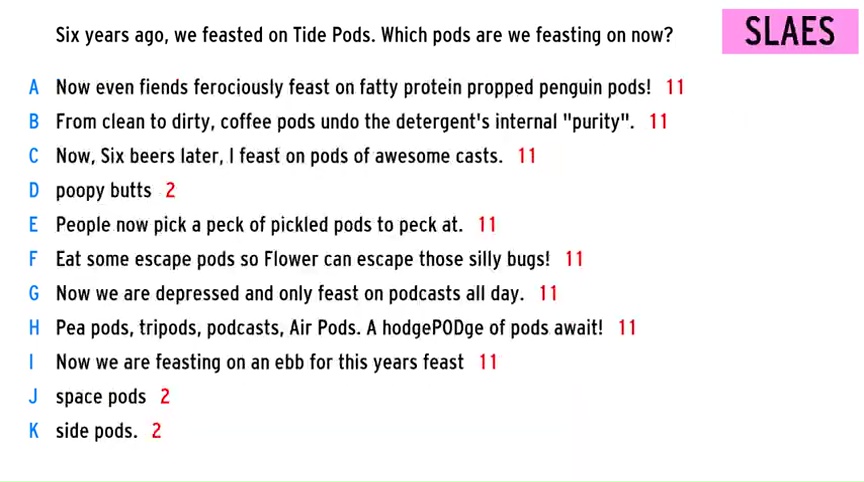 Six years ago, we feasted on Tide Pods. Which pods are we feasting on now?
SLAES
A Now even fiends ferociously feast on fatty protein propped penguin pods! 11
B From clean to dirty, coffee pods undo the detergent's internal "purity". 11
C Now, Six beers later, I feast on pods of awesome casts. 11
D poopy butts 2
E People now pick a peck of pickled pods to peck at. 11
F Eat some escape pods so Flower can escape those silly bugs! 11
G Now we are depressed and only feast on podcasts all day. 11
H Pea pods, tripods, podcasts, Air Pods. A hodgePODge of pods await! 11
I Now we are feasting on an ebb for this years feast 11
J space pods 2
K side pods. 2